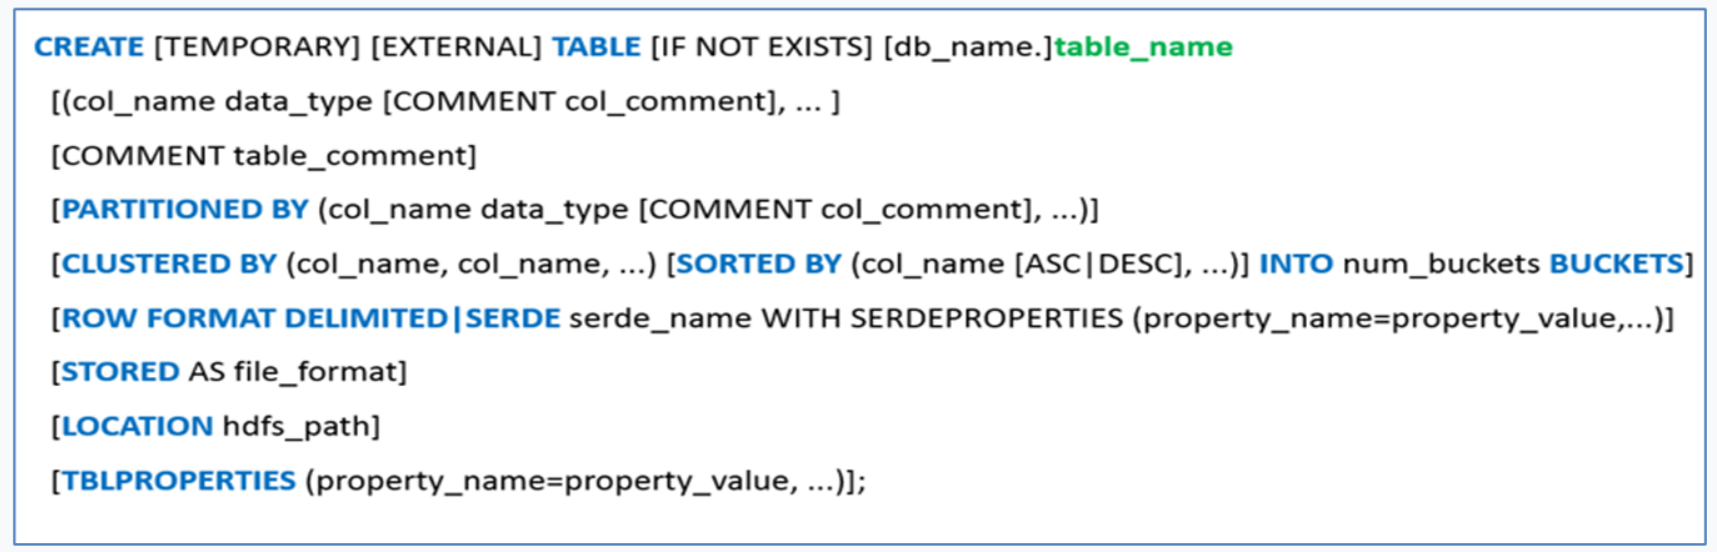 CREATE [TEMPORARY] [EXTERNAL] TABLE [IF NOT EXISTS] [db_name.]table_name
[(col_name data_type [COMMENT col_comment], ... ]
[COMMENT table_comment]
[PARTITIONED BY (col_name data_type [COMMENT col_comment], ...)]
[CLUSTERED BY (col_name, col_name, ...) [SORTED BY (col_name [ASC|DESC], ...)] INTO num_buckets BUCKETS]
[ROW FORMAT DELIMITED|SERDE serde_name WITH SERDEPROPERTIES (property_name=property_value,...)]
[STORED AS file_format]
[LOCATION hdfs_path]
[TBLPROPERTIES (property_name=property_value, ...)];